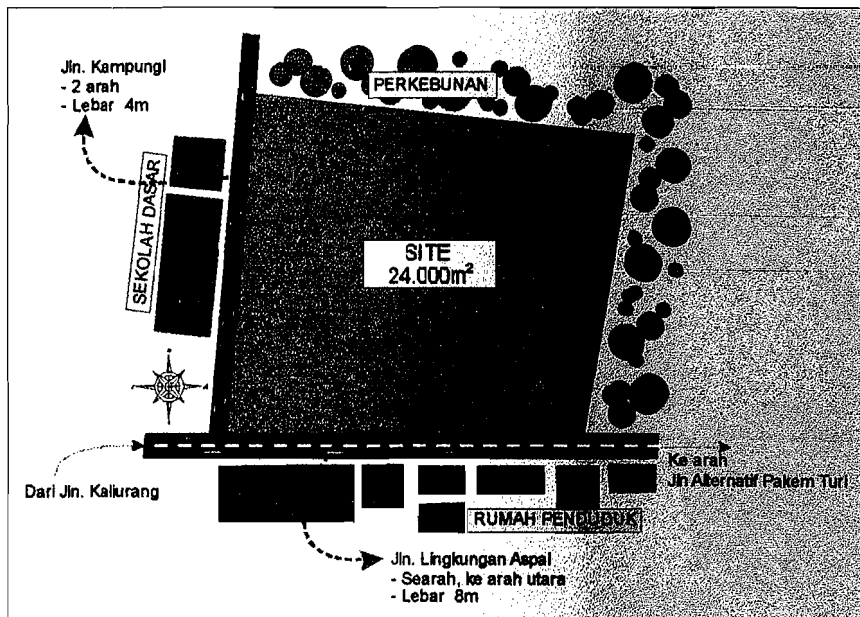 Jln. Kampungl
- 2 arah
- Lebar 4m
PERKEBUNAN
SEKOLAH DASAR
SITE
24.000m²
Dari Jln. Kaliurang
Ke arah
Jln Alternatif Pakem Turi
RUMAH PENDUDUK
Jln. Lingkungan Aspal
- Searah, ke arah utara
- Lebar 8m